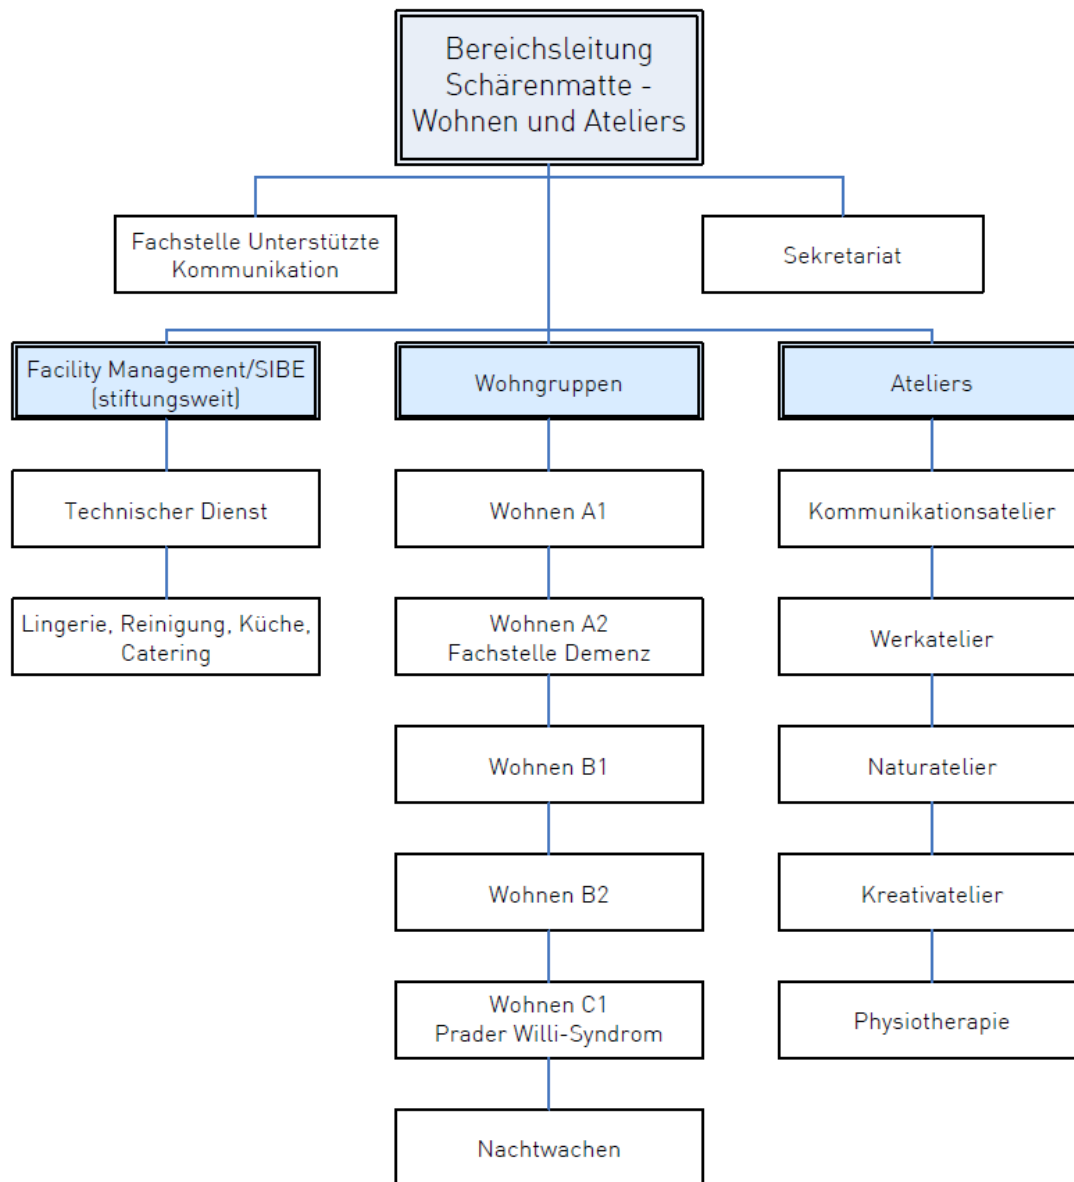 Bereichsleitung
Schärenmatte -
Wohnen und Ateliers
Fachstelle Unterstützte
Kommunikation
Sekretariat
Facility Management/SIBE
(stiftungsweit)
Wohngruppen
Ateliers
Technischer Dienst
Wohnen A1
Kommunikationsatelier
Lingerie, Reinigung, Küche,
Catering
Wohnen A2
Fachstelle Demenz
Werkatelier
Wohnen B1
Naturatelier
Wohnen B2
Kreativatelier
Wohnen C1
Prader Willi-Syndrom
Physiotherapie
Nachtwachen